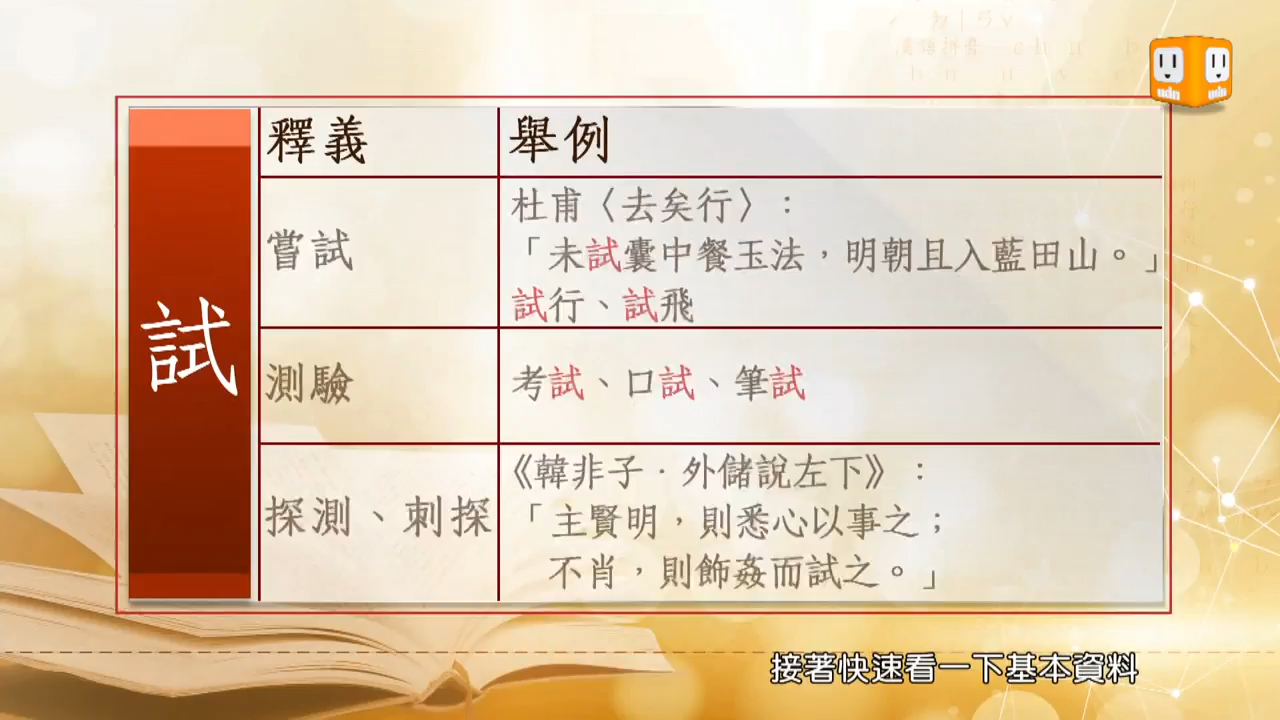 試
釋義
舉例
嘗試
杜甫〈去矣行〉：
「未試囊中餐玉法，明朝且入藍田山。」
試行、試飛
測驗
考試、口試、筆試
探測、刺探
《韓非子．外儲說左下》：
「主賢明，則悉心以事之；
不肖，則飾姦而試之。」
接著快速看一下基本資料
udn
udn